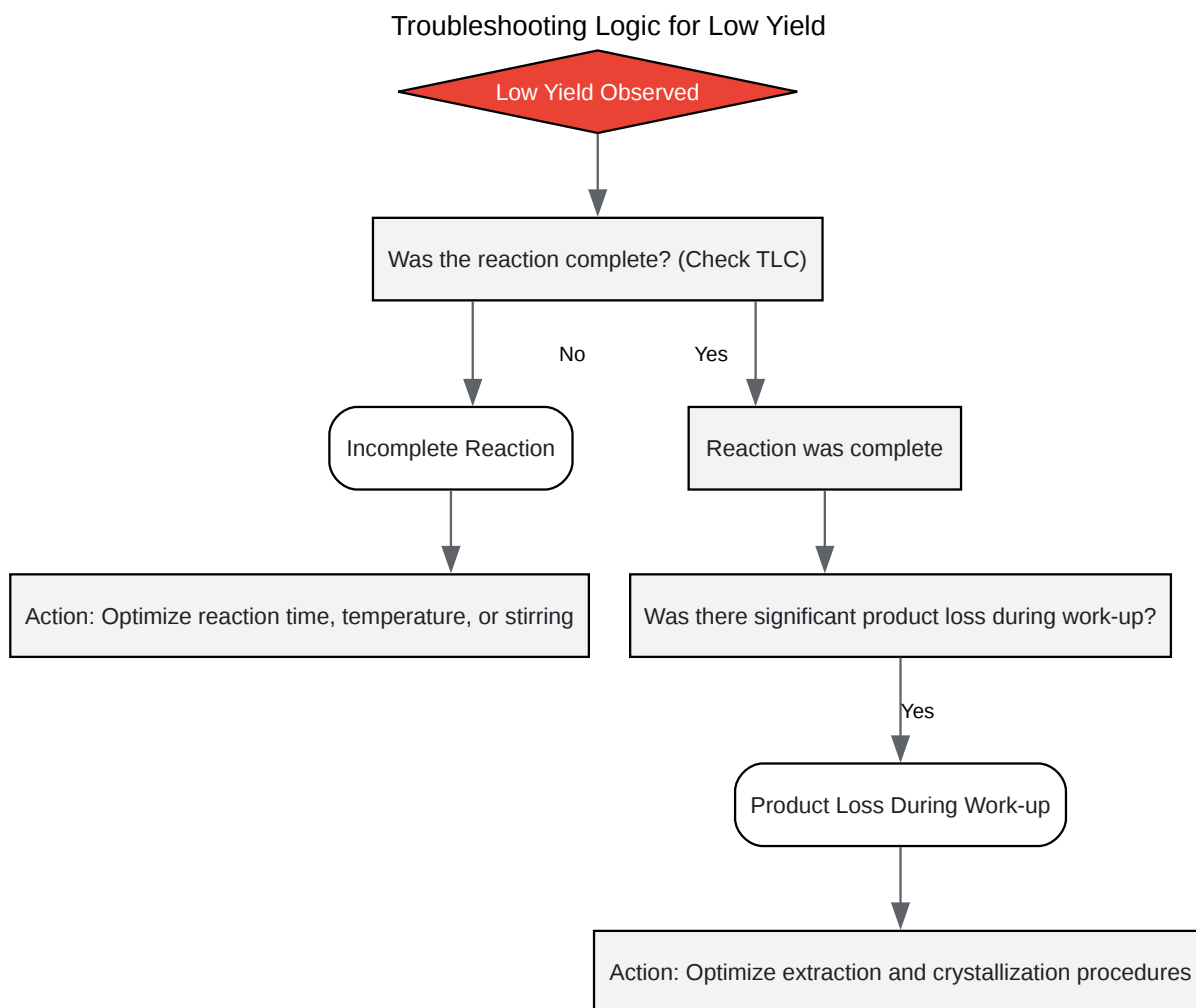 Troubleshooting Logic for Low Yield
Low Yield Observed
Was the reaction complete? (Check TLC)
No
Yes
Incomplete Reaction
Reaction was complete
Action: Optimize reaction time, temperature, or stirring
Was there significant product loss during work-up?
Yes
Product Loss During Work-up
Action: Optimize extraction and crystallization procedures